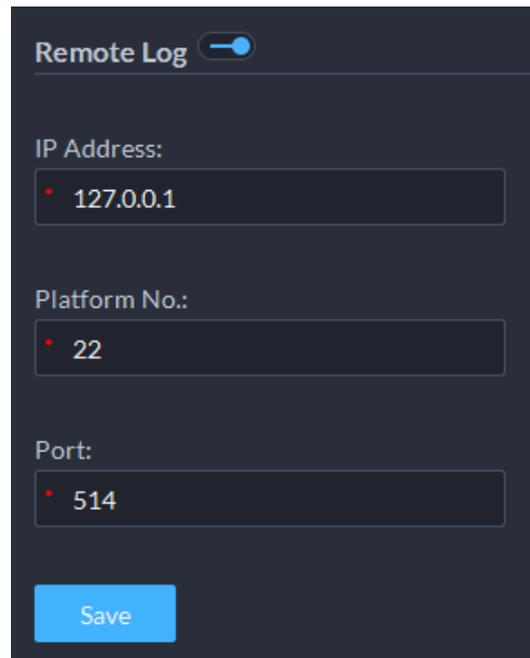 Remote Log
IP Address:
* 127.0.0.1
Platform No.:
* 22
Port:
* 514
Save